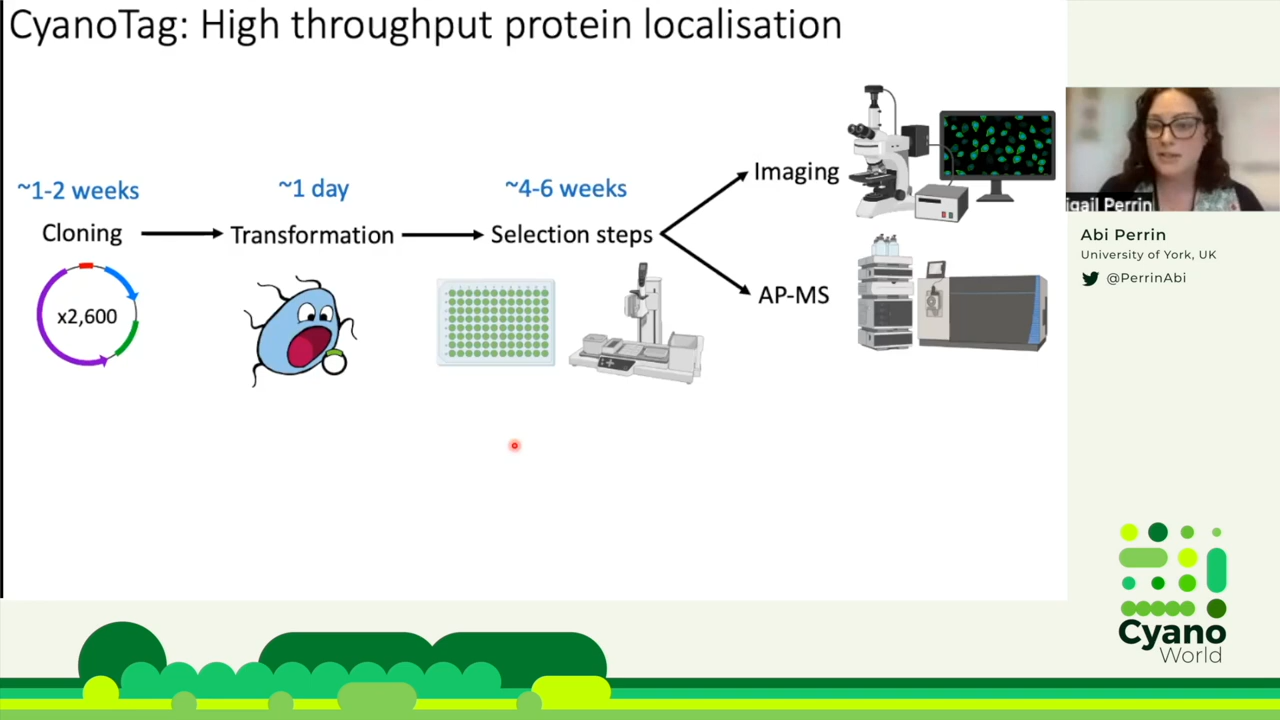 CyanoTag: High throughput protein localisation
~1-2 weeks
Cloning
x2,600
~1 day
Transformation
~4-6 weeks
Selection steps
Imaging
AP-MS
igail Perrin
Abi Perrin
University of York, UK
@PerrinAbi
Cyano
World